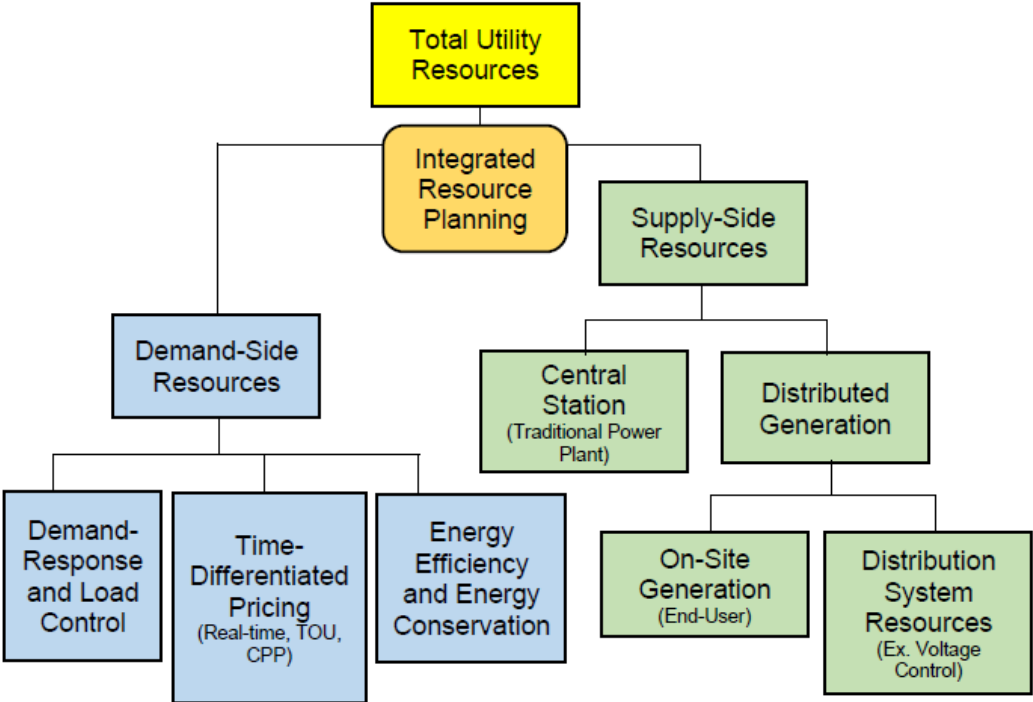 Total Utility
Resources
Integrated
Resource
Planning
Supply-Side
Resources
Demand-Side
Resources
Central
Station
(Traditional Power
Plant)
Distributed
Generation
Demand-
Response
and Load
Control
Time-
Differentiated
Pricing
(Real-time, TOU,
CPP)
Energy
Efficiency
and Energy
Conservation
On-Site
Generation
(End-User)
Distribution
System
Resources
(Ex. Voltage
Control)